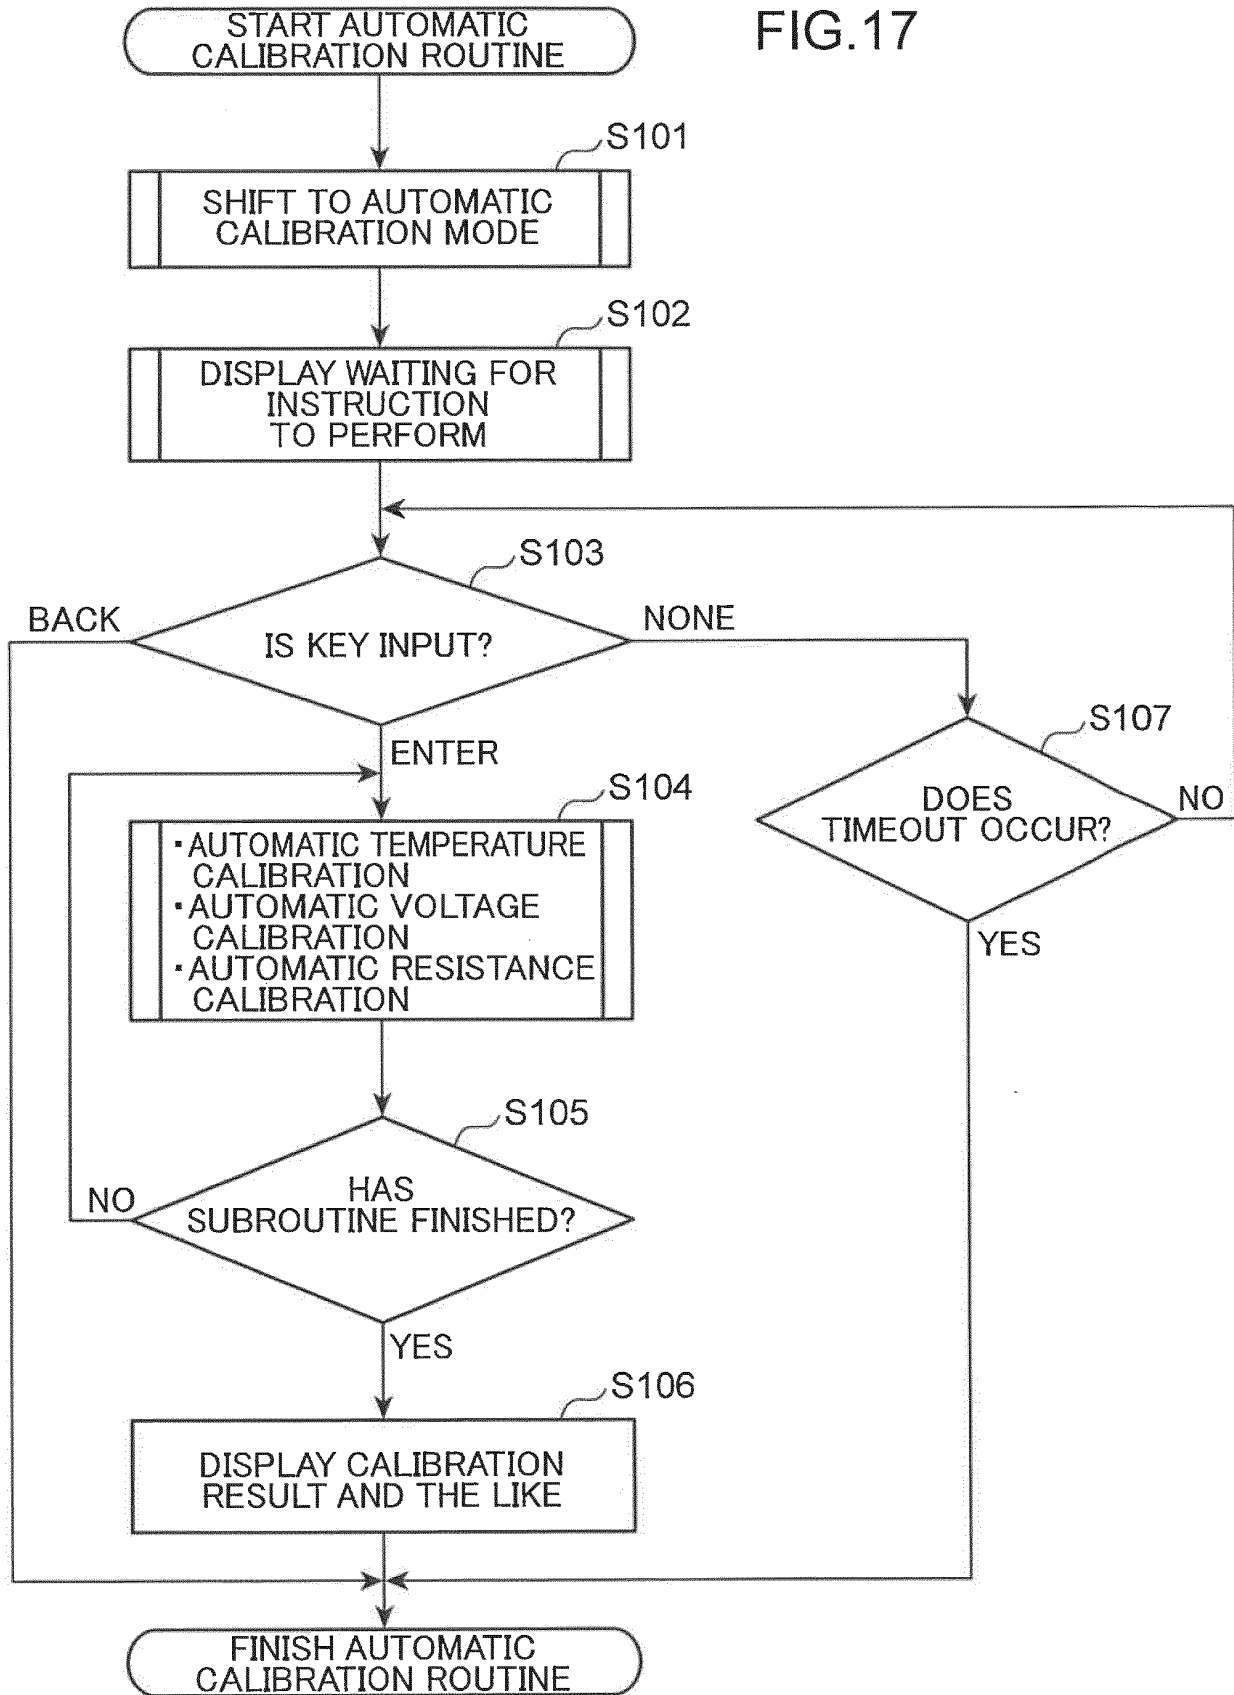 FIG.17
START AUTOMATIC
CALIBRATION ROUTINE
S101
SHIFT TO AUTOMATIC
CALIBRATION MODE
S102
DISPLAY WAITING FOR
INSTRUCTION
TO PERFORM
S103
BACK
IS KEY INPUT?
NONE
ENTER
S107
DOES
TIMEOUT OCCUR?
NO
YES
S104
・AUTOMATIC TEMPERATURE
CALIBRATION
・AUTOMATIC VOLTAGE
CALIBRATION
・AUTOMATIC RESISTANCE
CALIBRATION
S105
HAS
SUBROUTINE FINISHED?
NO
YES
S106
DISPLAY CALIBRATION
RESULT AND THE LIKE
FINISH AUTOMATIC
CALIBRATION ROUTINE